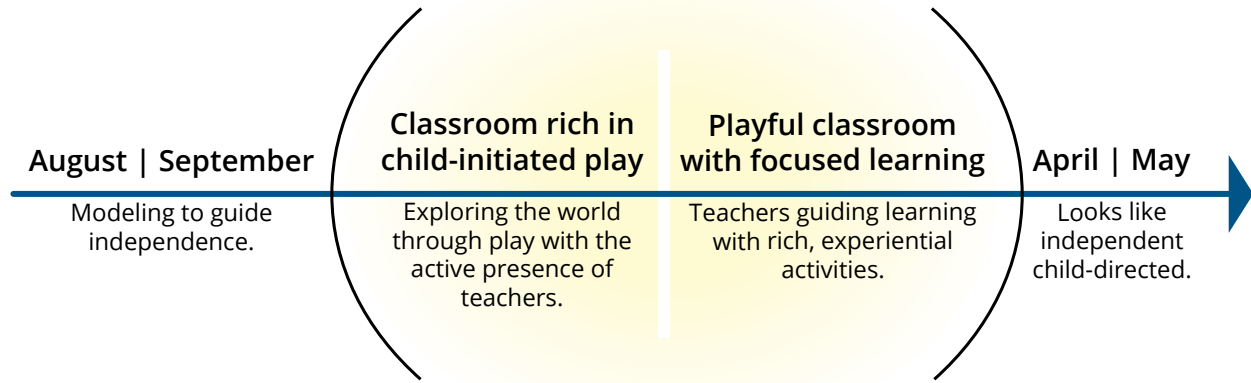 August | September
Modeling to guide
independence.
Classroom rich in
child-initiated play
Exploring the world
through play with the
active presence of
teachers.
Playful classroom
with focused learning
Teachers guiding learning
with rich, experiential
activities.
April | May
Looks like
independent
child-directed.